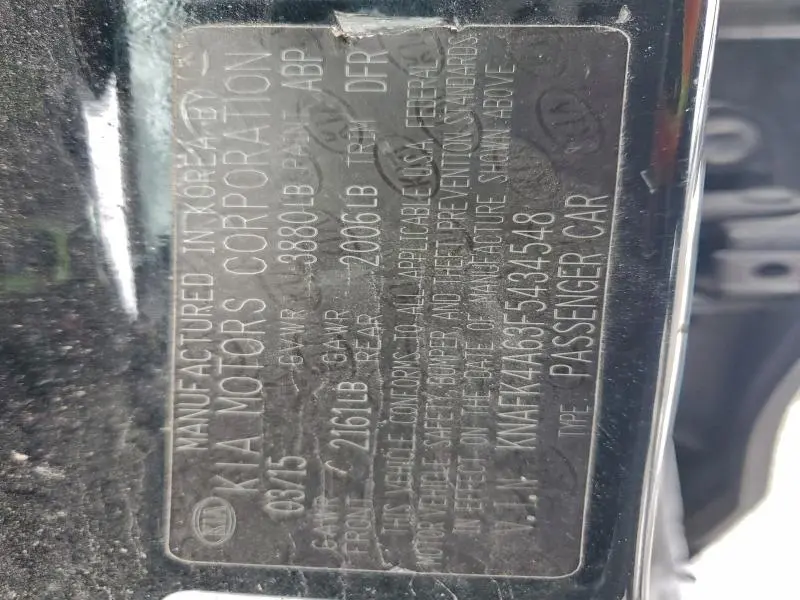 KIA
MANUFACTURED IN KOREA BY
KIA MOTORS CORPORATION
03/15 GVWR 3880LB PAINT ABP
GAWR GAWR
FRONT 2161LB REAR 2006LB TRIM DFR
THIS VEHICLE CONFORMS TO ALL APPLICABLE USA FEDERAL
MOTOR VEHICLE SAFETY, BUMPER, AND THEFT PREVENTION STANDARDS
IN EFFECT ON THE DATE OF MANUFACTURE SHOWN ABOVE
V.I.N. KNAFK4A63F5434548
TYPE: PASSENGER CAR